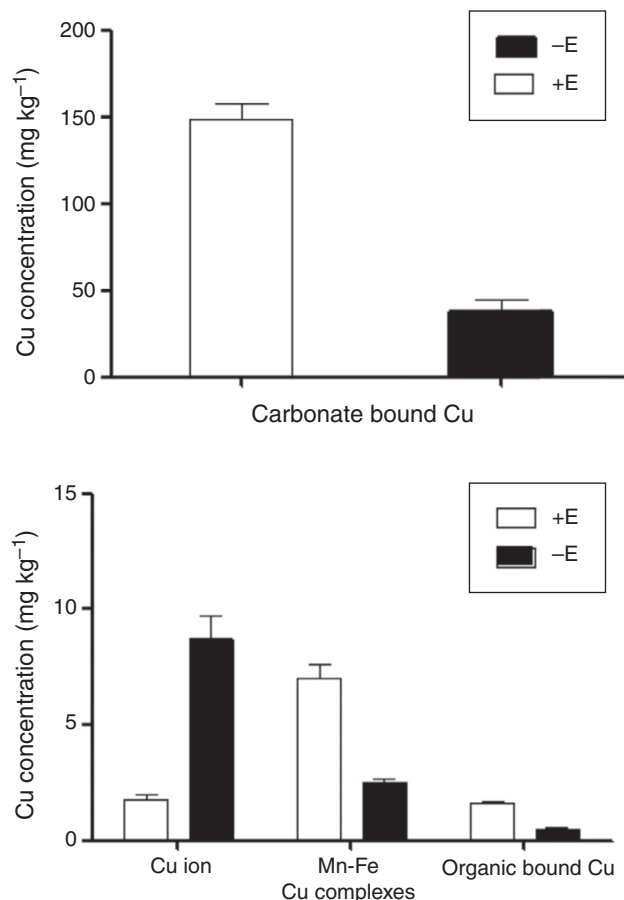 200
150
100
50
0
Cu concentration (mg kg⁻¹)
–E
+E
Carbonate bound Cu
15
10
5
0
Cu concentration (mg kg⁻¹)
+E
–E
Cu ion
Mn-Fe
Cu complexes
Organic bound Cu